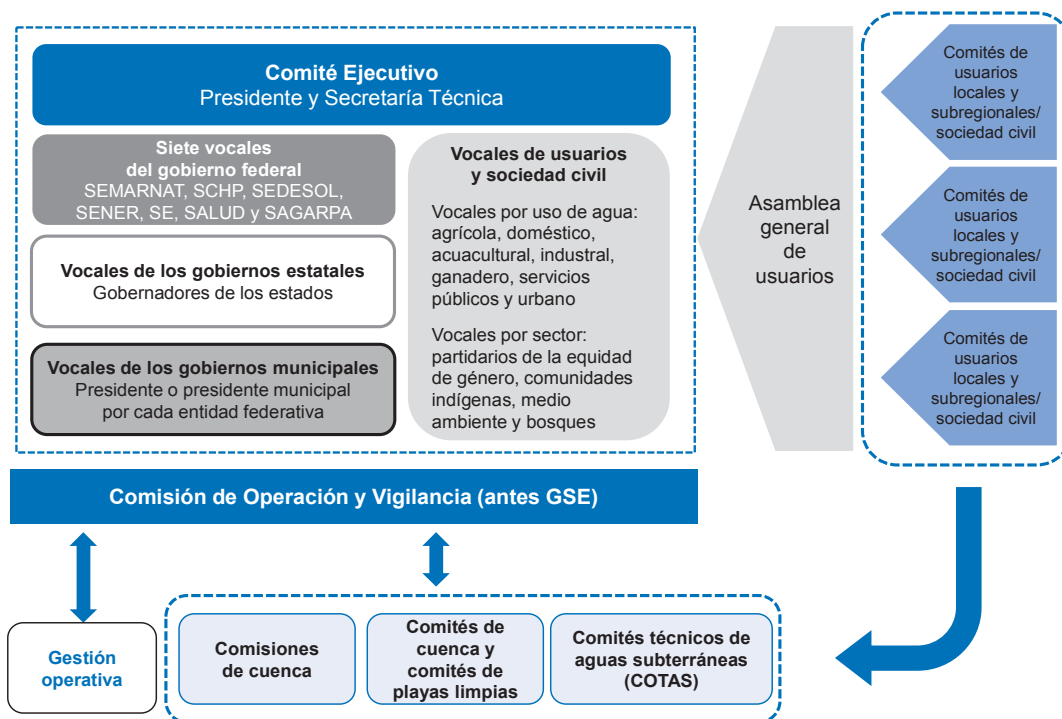 Comité Ejecutivo
Presidente y Secretaría Técnica
Siete vocales
del gobierno federal
SEMARNAT, SCHP, SEDESOL,
SENER, SE, SALUD y SAGARPA
Vocales de los gobiernos estatales
Gobernadores de los estados
Vocales de los gobiernos municipales
Presidente o presidente municipal
por cada entidad federativa
Vocales de usuarios
y sociedad civil
Vocales por uso de agua:
agrícola, doméstico,
acuacultural, industral,
ganadero, servicios
públicos y urbano
Vocales por sector:
partidarios de la equidad
de género, comunidades
indígenas, medio
ambiente y bosques
Asamblea
general
de
usuarios
Comités de
usuarios
locales y
subregionales/
sociedad civil
Comités de
usuarios
locales y
subregionales/
sociedad civil
Comités de
usuarios
locales y
subregionales/
sociedad civil
Comisión de Operación y Vigilancia (antes GSE)
Gestión
operativa
Comisiones
de cuenca
Comités de
cuenca y
comités de
playas limpias
Comités técnicos de
aguas subterráneas
(COTAS)